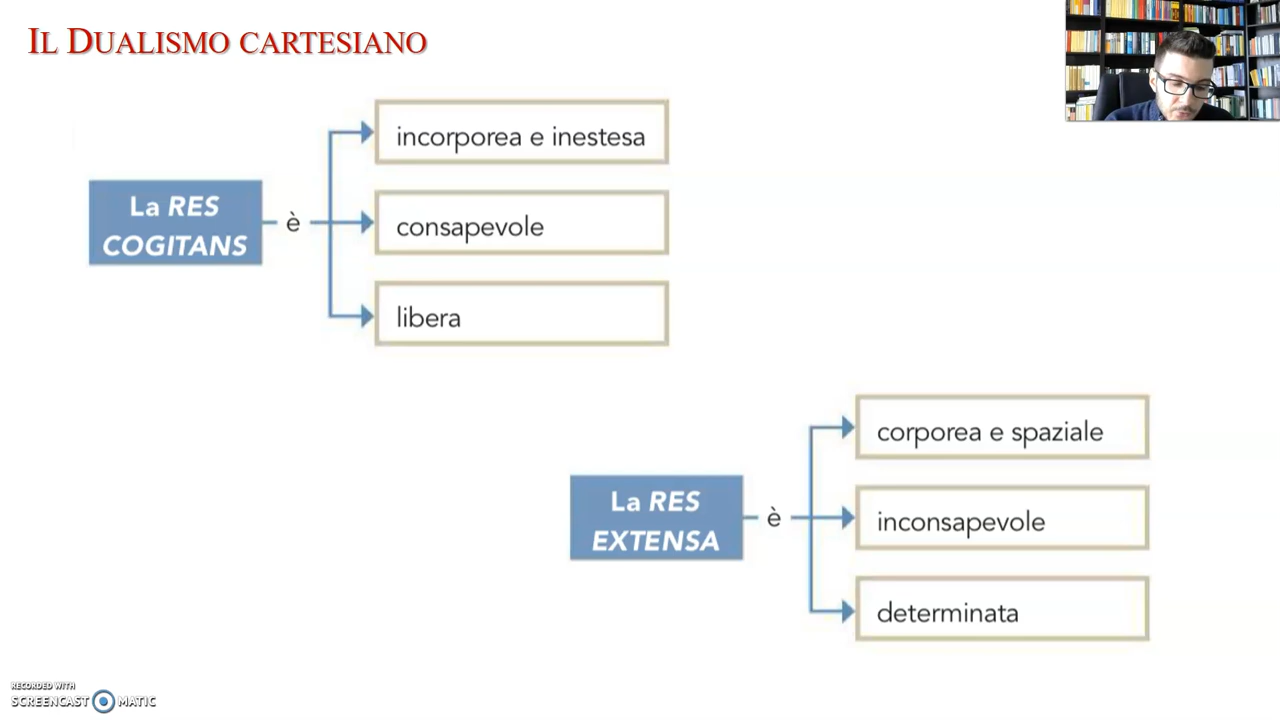 IL DUALISMO CARTESIANO
incorporea e inestesa
La RES
COGITANS
è
consapevole
libera
corporea e spaziale
La RES
EXTENSA
è
inconsapevole
determinata
RECORDED WITH
SCREENCAST MATIC